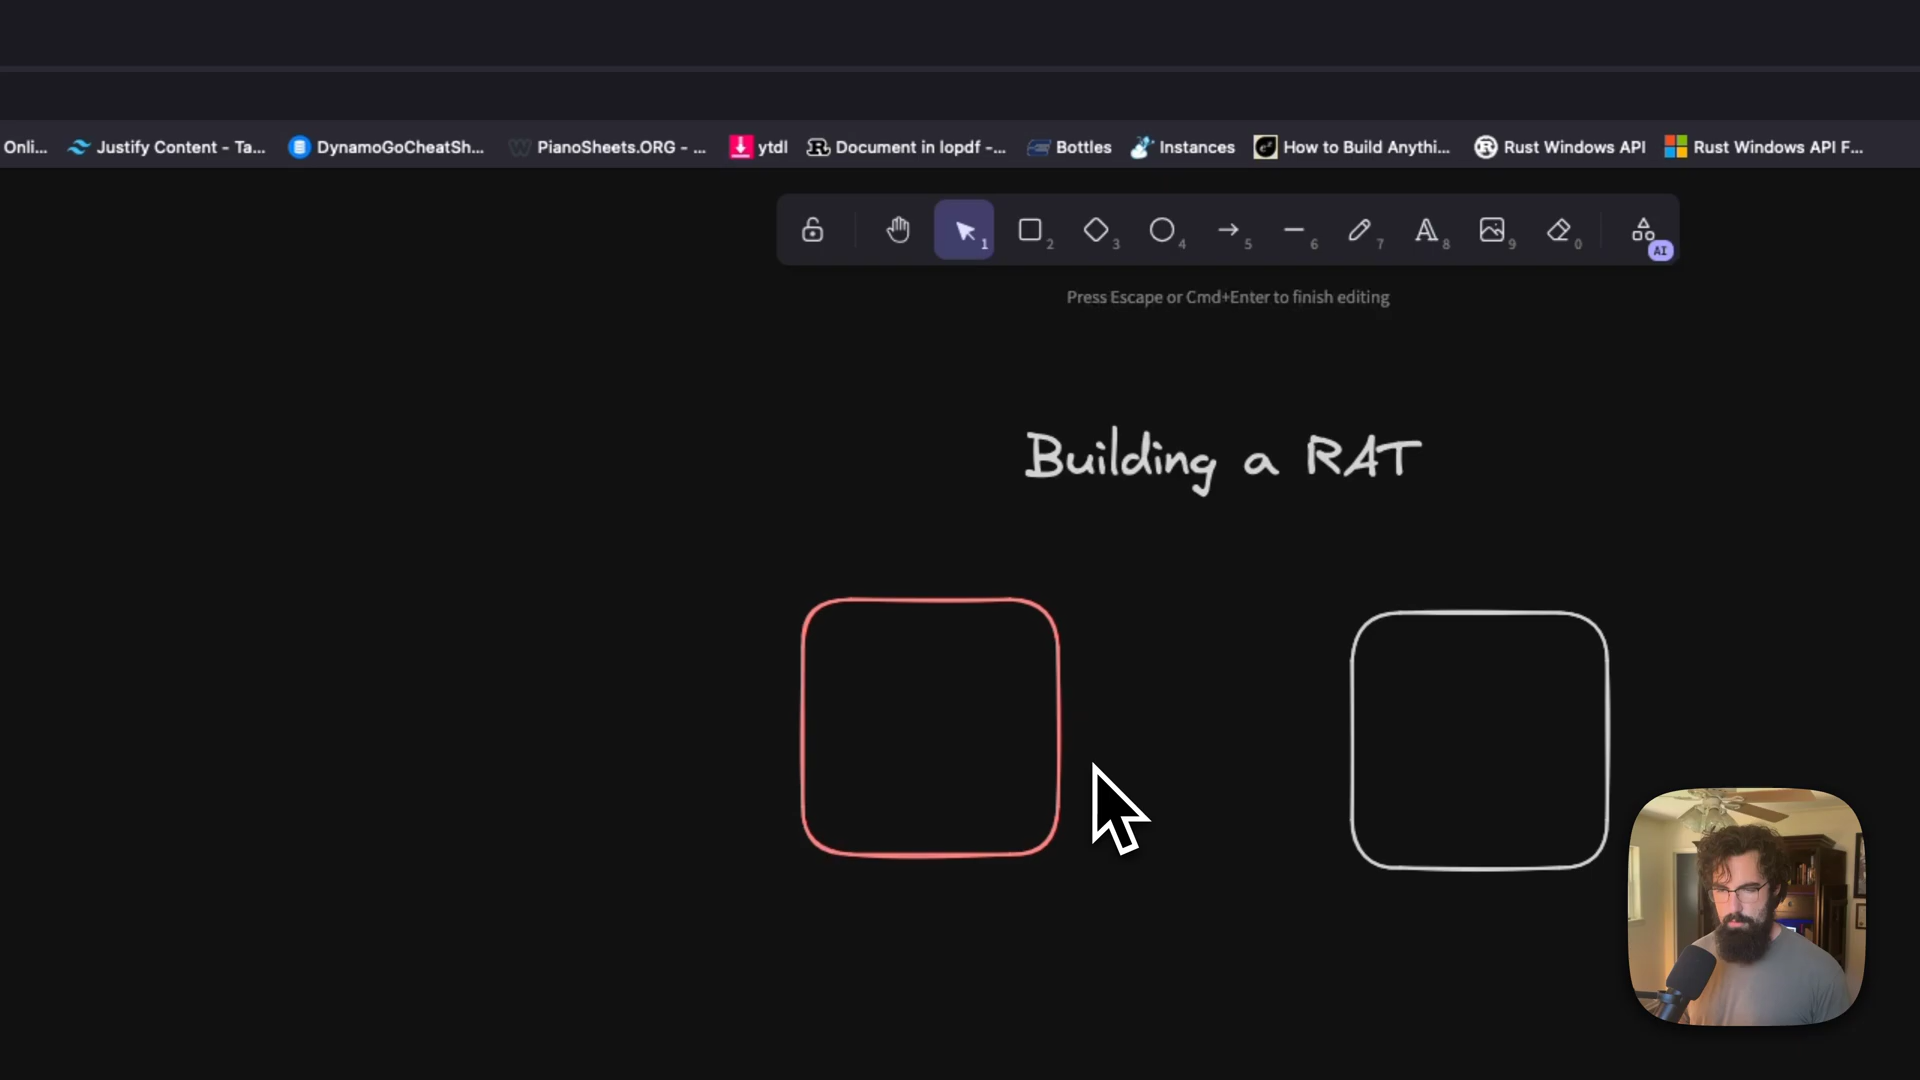 Onli...
Justify Content - Ta...
DynamoGoCheatSh...
PianoSheets.ORG - ...
ytdl
Document in lopdf -...
Bottles
Instances
How to Build Anythi...
Rust Windows API
Rust Windows API F...
1 2 3 4 5 6 7 8 9 0 AI
Press Escape or Cmd+Enter to finish editing
Building a RAT